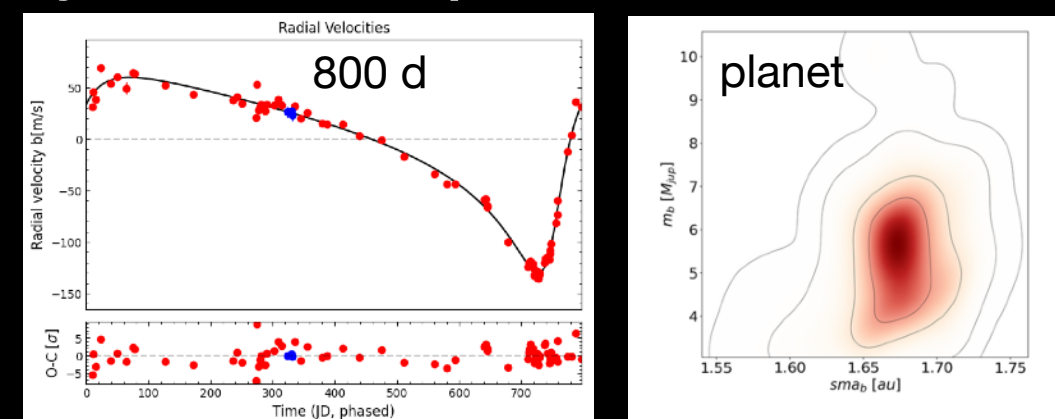 Radial Velocities
800 d
Radial velocity b[m/s]
50
0
−50
−100
−150
O-C [σ]
5
0
−5
0 100 200 300 400 500 600 700
Time (JD, phased)
planet
m_b [M_jup]
10
9
8
7
6
5
4
1.55 1.60 1.65 1.70 1.75
sma_b [au]